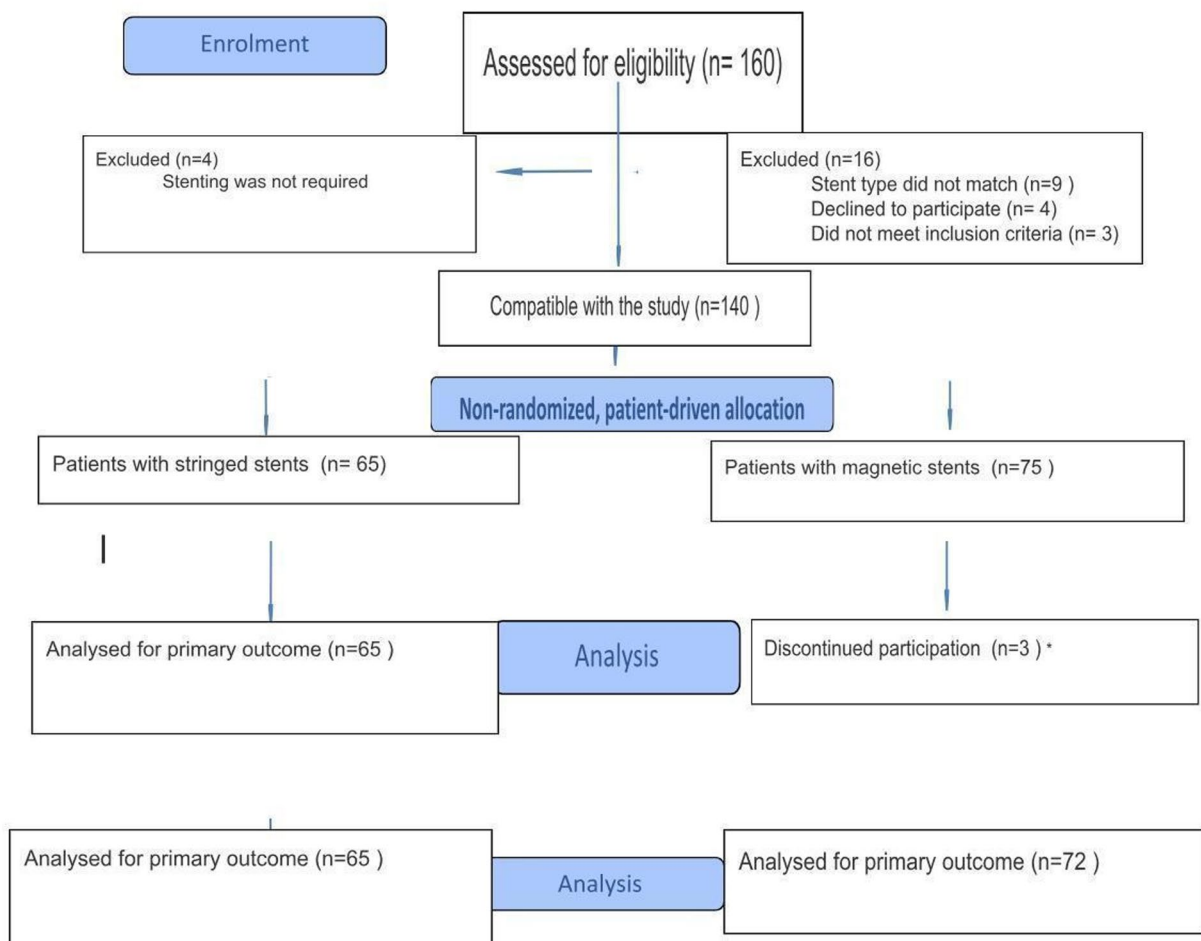 Enrolment
Assessed for eligibility (n= 160)
Excluded (n=4)
Stenting was not required
Excluded (n=16)
Stent type did not match (n=9 )
Declined to participate (n= 4)
Did not meet inclusion criteria (n= 3)
Compatible with the study (n=140 )
Non-randomized, patient-driven allocation
Patients with stringed stents (n= 65)
Patients with magnetic stents (n=75 )
Analysed for primary outcome (n=65 )
Analysis
Discontinued participation (n=3 ) *
Analysed for primary outcome (n=65 )
Analysis
Analysed for primary outcome (n=72 )